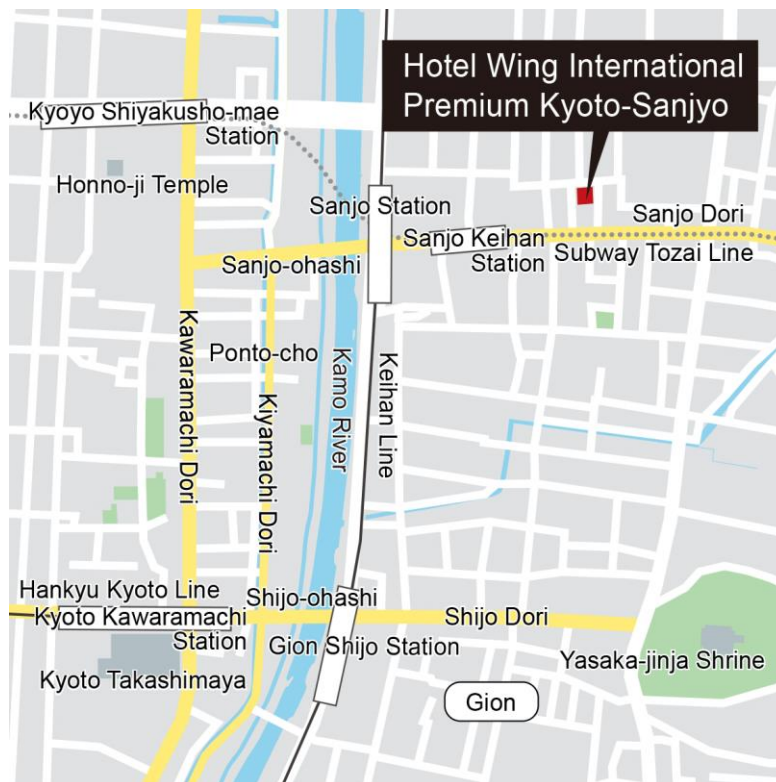 Hotel Wing International
Premium Kyoto-Sanjyo
Kyoyo Shiyakusho-mae
Station
Honno-ji Temple
Sanjo Station
Sanjo Dori
Sanjo Keihan
Station
Subway Tozai Line
Sanjo-ohashi
Kawaramachi Dori
Ponto-cho
Kiyamachi Dori
Kamo River
Keihan Line
Hankyu Kyoto Line
Shijo-ohashi
Kyoto Kawaramachi
Station
Shijo Dori
Gion Shijo Station
Yasaka-jinja Shrine
Kyoto Takashimaya
Gion